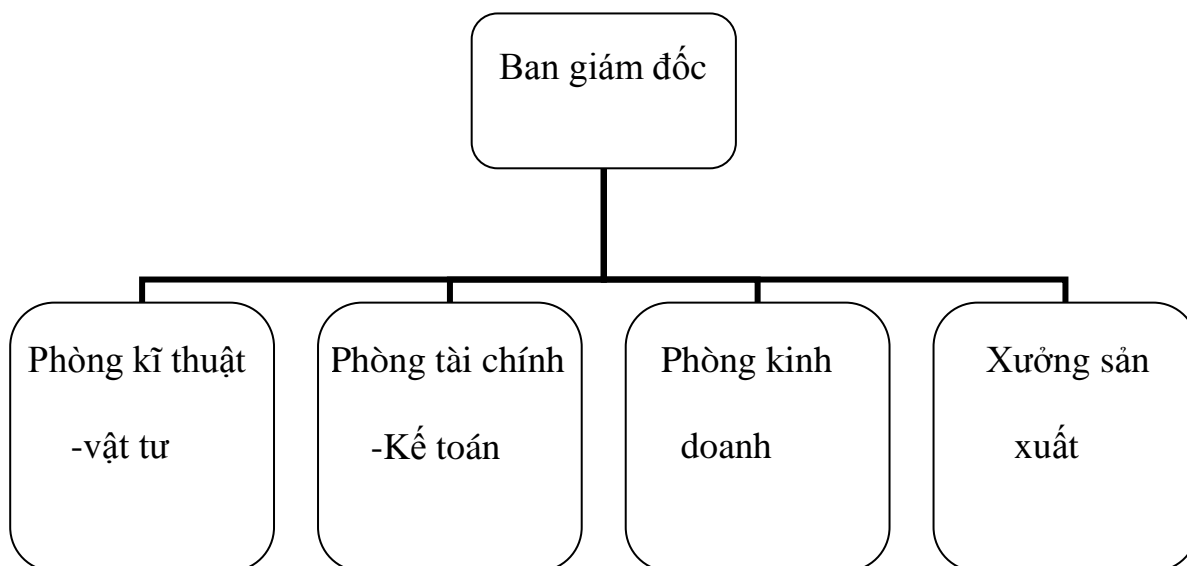 Ban giám đốc
Phòng kĩ thuật
-vật tư
Phòng tài chính
-Kế toán
Phòng kinh
doanh
Xưởng sản
xuất